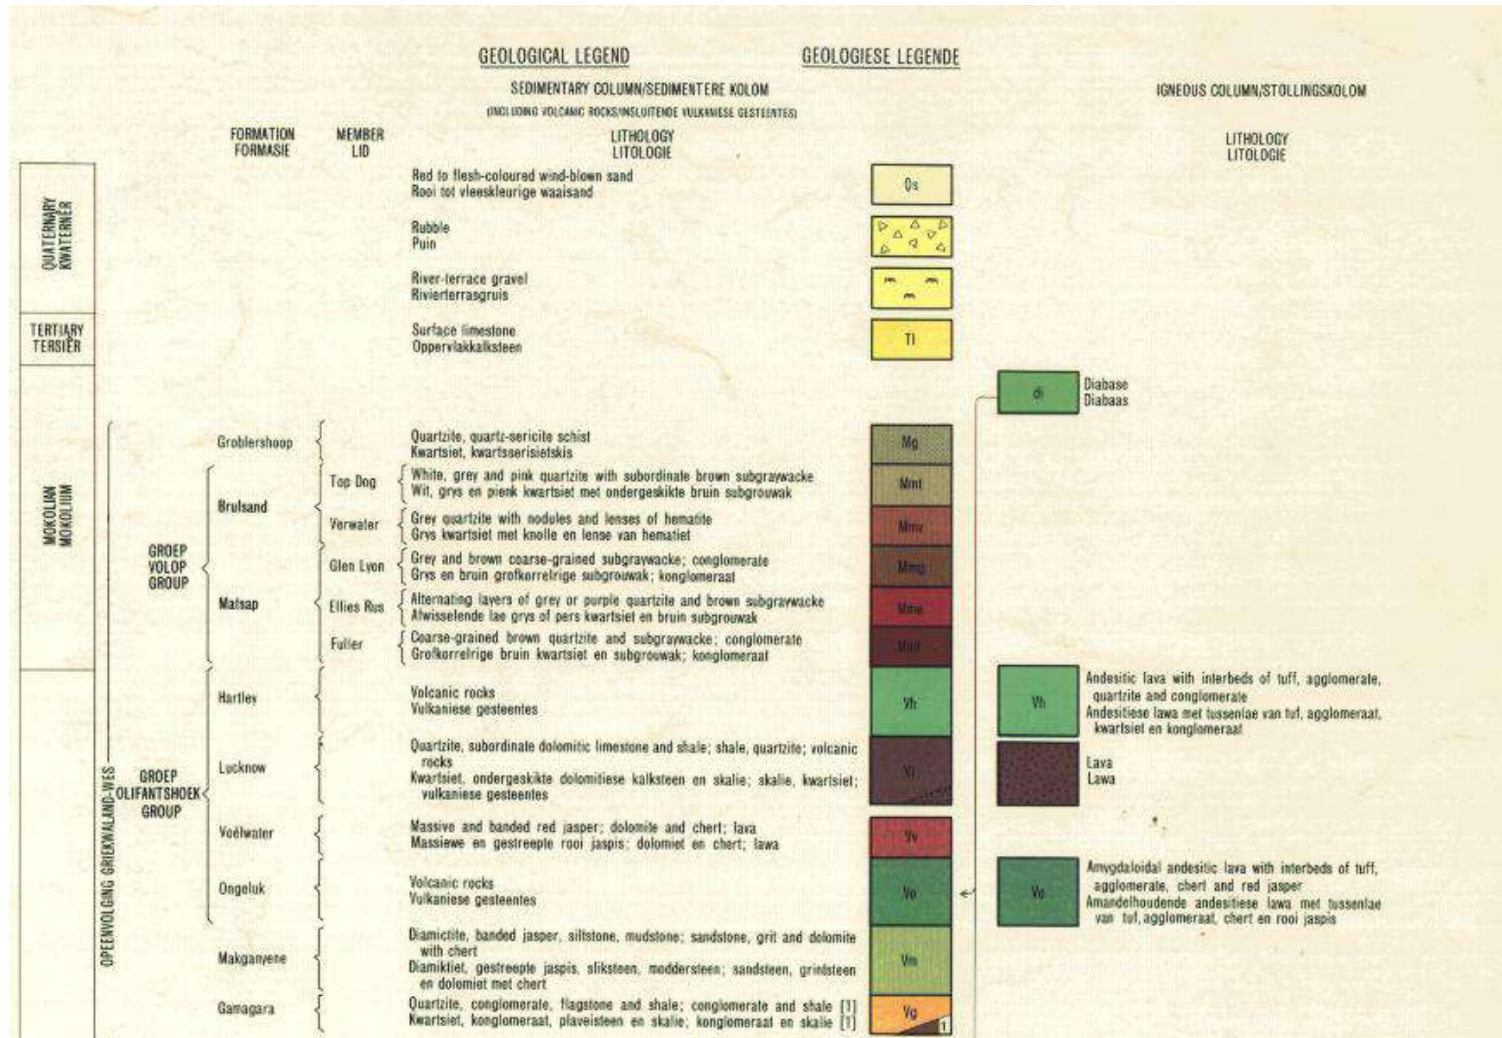 GEOLOGICAL LEGEND
GEOLOGIESE LEGENDE
SEDIMENTARY COLUMN/SEDIMENTERE KOLOM
(INCLUDING VOLCANIC ROCKS/INSLUITENDE VULKANIESE GESTEENTES)
IGNEOUS COLUMN/STOLLINGSKOLOM
FORMATION
FORMASIE
MEMBER
LID
LITHOLOGY
LITOLOGIE
LITHOLOGY
LITOLOGIE
QUATERNARY
KWATERNÊR
Red to flesh-coloured wind-blown sand
Rooi tot vleeskleurige waaisand
Qs
Rubble
Puin
River-terrace gravel
Rivierterrasgruis
TERTIARY
TERSIÊR
Surface limestone
Oppervlakkalksteen
Tl
di
Diabase
Diabaas
MOKOLIAN
MOKOLIUM
OPEENVOLGING GRIEKWALAND-WES
Groblershoop
Quartzite, quartz-sericite schist
Kwartsiet, kwartsserisietskis
Mg
GROEP
VOLOP
GROUP
Brulsand
Top Dog
White, grey and pink quartzite with subordinate brown subgraywacke
Wit, grys en pienk kwartsiet met ondergeskikte bruin subgrouwak
Mmt
Verwater
Grey quartzite with nodules and lenses of hematite
Grys kwartsiet met knolle en lense van hematiet
Mmv
Matsap
Glen Lyon
Grey and brown coarse-grained subgraywacke; conglomerate
Grys en bruin grofkorrelrige subgrouwak; konglomeraat
Mmg
Ellies Rus
Alternating layers of grey or purple quartzite and brown subgraywacke
Afwisselende lae grys of pers kwartsiet en bruin subgrouwak
Mme
Fuller
Coarse-grained brown quartzite and subgraywacke; conglomerate
Grofkorrelrige bruin kwartsiet en subgrouwak; konglomeraat
Mmf
GROEP
OLIFANTSHOEK
GROUP
Hartley
Volcanic rocks
Vulkaniese gesteentes
Vh
Vh
Andesitic lava with interbeds of tuff, agglomerate,
quartzite and conglomerate
Andesitiese lawa met tussenlae van tuf, agglomeraat,
kwartsiet en konglomeraat
Lucknow
Quartzite, subordinate dolomitic limestone and shale; shale, quartzite; volcanic
rocks
Kwartsiet, ondergeskikte dolomitiese kalksteen en skalie; skalie, kwartsiet;
vulkaniese gesteentes
Vl
Lava
Lawa
Voëlwater
Massive and banded red jasper; dolomite and chert; lava
Massiewe en gestreepte rooi jaspis; dolomiet en chert; lawa
Vv
Ongeluk
Volcanic rocks
Vulkaniese gesteentes
Vo
Vo
Amygdaloidal andesitic lava with interbeds of tuff,
agglomerate, chert and red jasper
Amandelhoudende andesitiese lawa met tussenlae
van tuf, agglomeraat, chert en rooi jaspis
Makganyene
Diamictite, banded jasper, siltstone, mudstone; sandstone, grit and dolomite
with chert
Diamiktiet, gestreepte jaspis, sliksteen, moddersteen; sandsteen, grintsteen
en dolomiet met chert
Vm
Gamagara
Quartzite, conglomerate, flagstone and shale; conglomerate and shale [1]
Kwartsiet, konglomeraat, plaveisteen en skalie; konglomeraat en skalie [1]
Vg
1